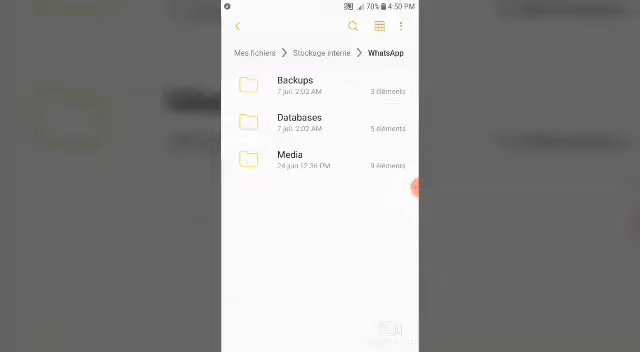 70% 4:50 PM
Mes fichiers > Stockage interne > WhatsApp
Backups
7 juil. 2:02 AM 3 éléments
Databases
7 juil. 2:02 AM 5 éléments
Media
24 juin 12:36 PM 9 éléments